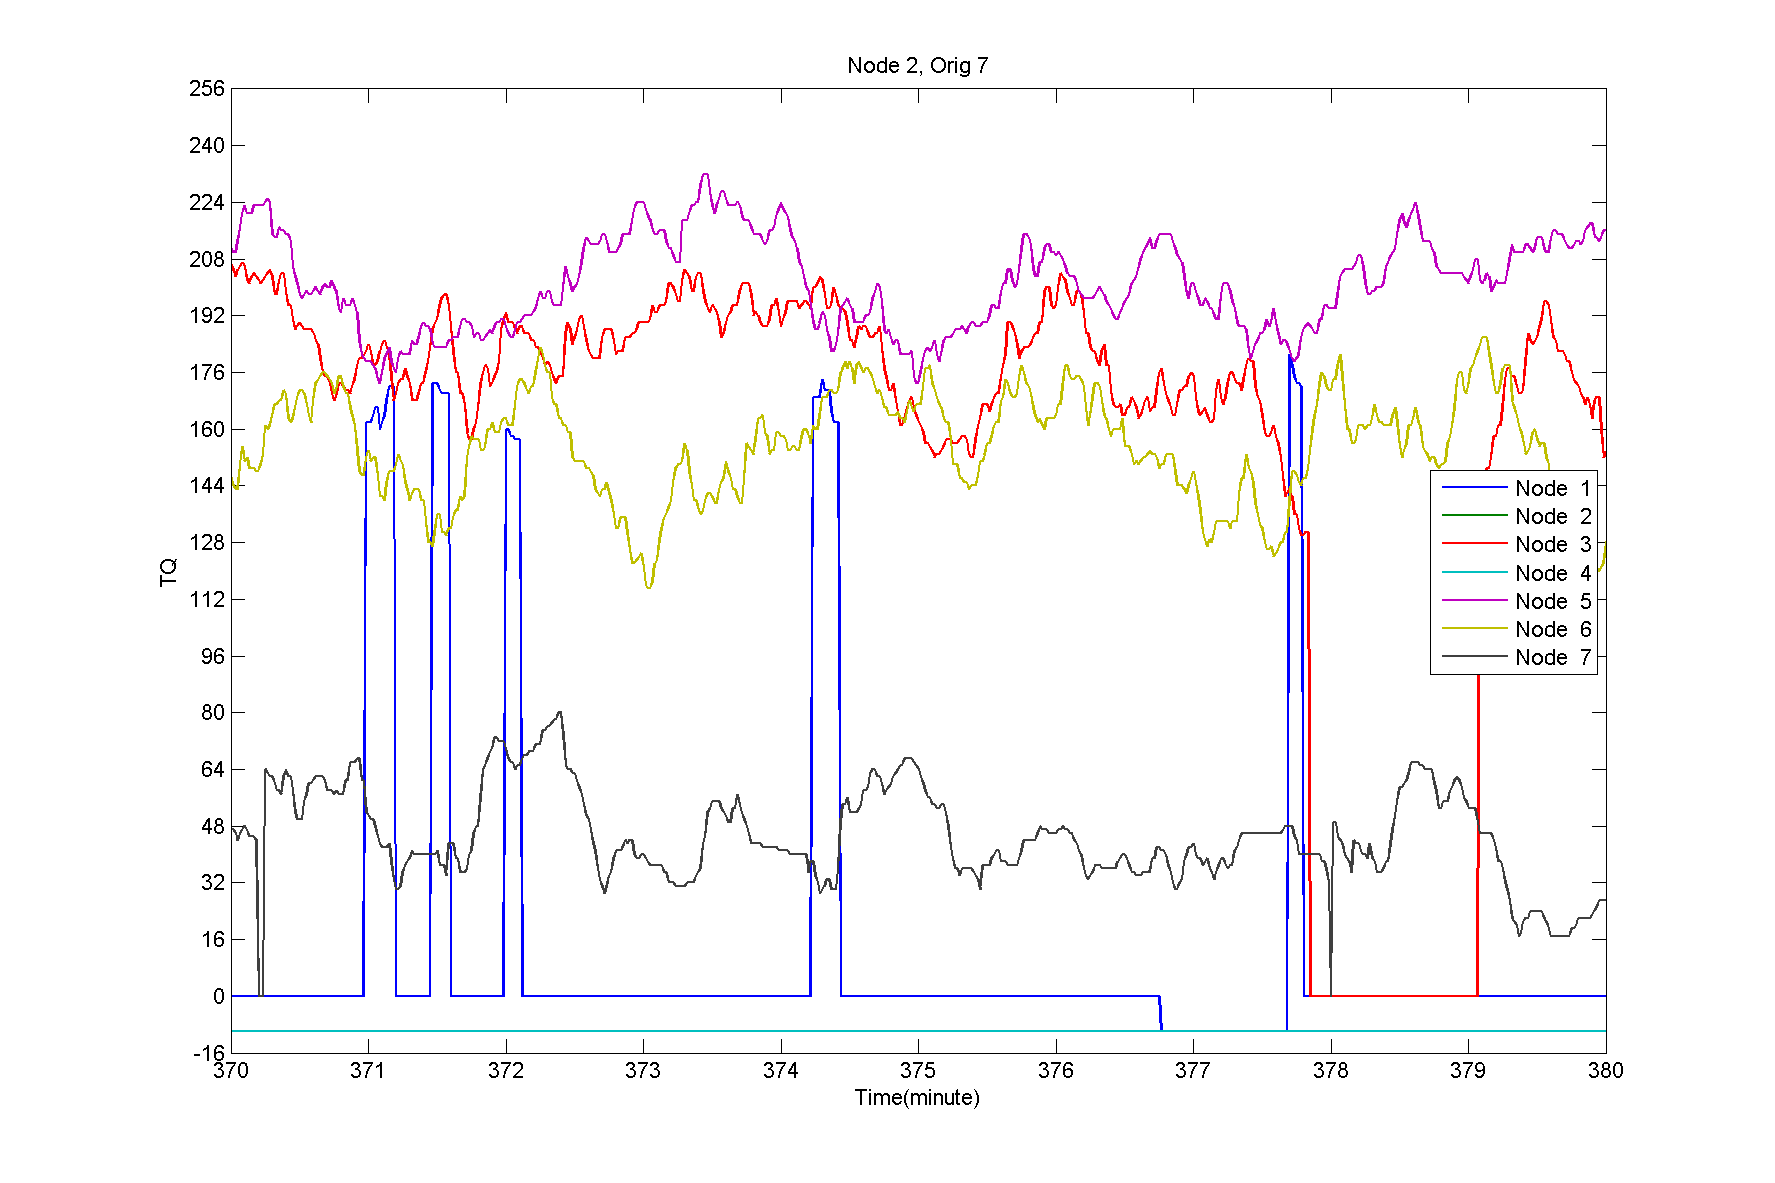 Node 2, Orig 7
256
240
224
208
192
176
160
144
128
112
96
80
64
48
32
16
0
-16
TQ
Node 1
Node 2
Node 3
Node 4
Node 5
Node 6
Node 7
370 371 372 373 374 375 376 377 378 379 380
Time(minute)